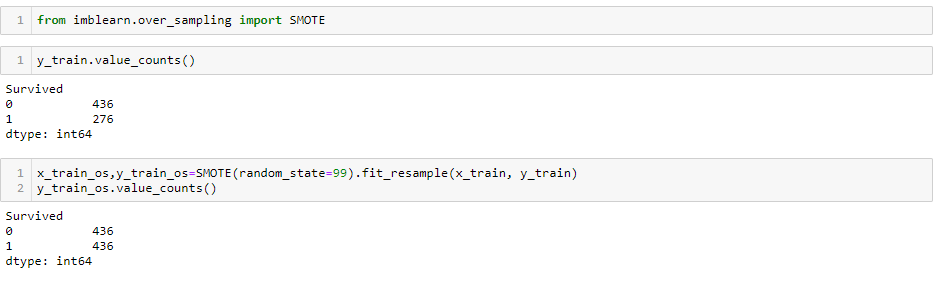 1 from imblearn.over_sampling import SMOTE
1 y_train.value_counts()
Survived
0 436
1 276
dtype: int64
1 x_train_os,y_train_os=SMOTE(random_state=99).fit_resample(x_train, y_train)
2 y_train_os.value_counts()
Survived
0 436
1 436
dtype: int64